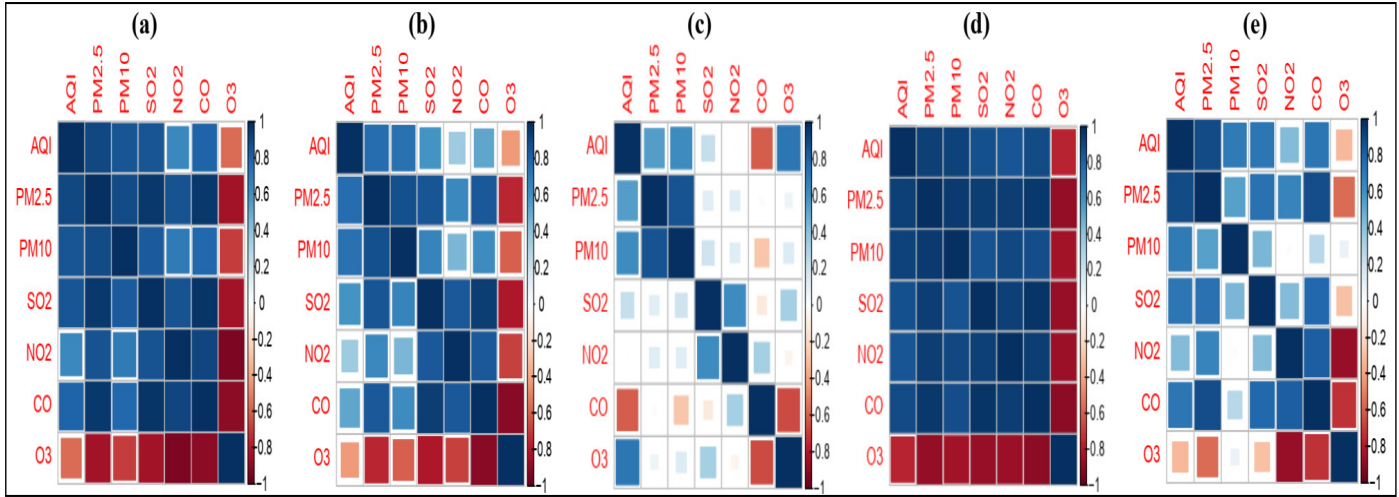 (a)
AQI PM2.5 PM10 SO2 NO2 CO O3
AQI
PM2.5
PM10
SO2
NO2
CO
O3
1
0.8
0.6
0.4
0.2
0
-0.2
-0.4
-0.6
-0.8
-1
(b)
AQI PM2.5 PM10 SO2 NO2 CO O3
AQI
PM2.5
PM10
SO2
NO2
CO
O3
1
0.8
0.6
0.4
0.2
0
-0.2
-0.4
-0.6
-0.8
-1
(c)
AQI PM2.5 PM10 SO2 NO2 CO O3
AQI
PM2.5
PM10
SO2
NO2
CO
O3
1
0.8
0.6
0.4
0.2
0
-0.2
-0.4
-0.6
-0.8
-1
(d)
AQI PM2.5 PM10 SO2 NO2 CO O3
AQI
PM2.5
PM10
SO2
NO2
CO
O3
1
0.8
0.6
0.4
0.2
0
-0.2
-0.4
-0.6
-0.8
-1
(e)
AQI PM2.5 PM10 SO2 NO2 CO O3
AQI
PM2.5
PM10
SO2
NO2
CO
O3
1
0.8
0.6
0.4
0.2
0
-0.2
-0.4
-0.6
-0.8
-1